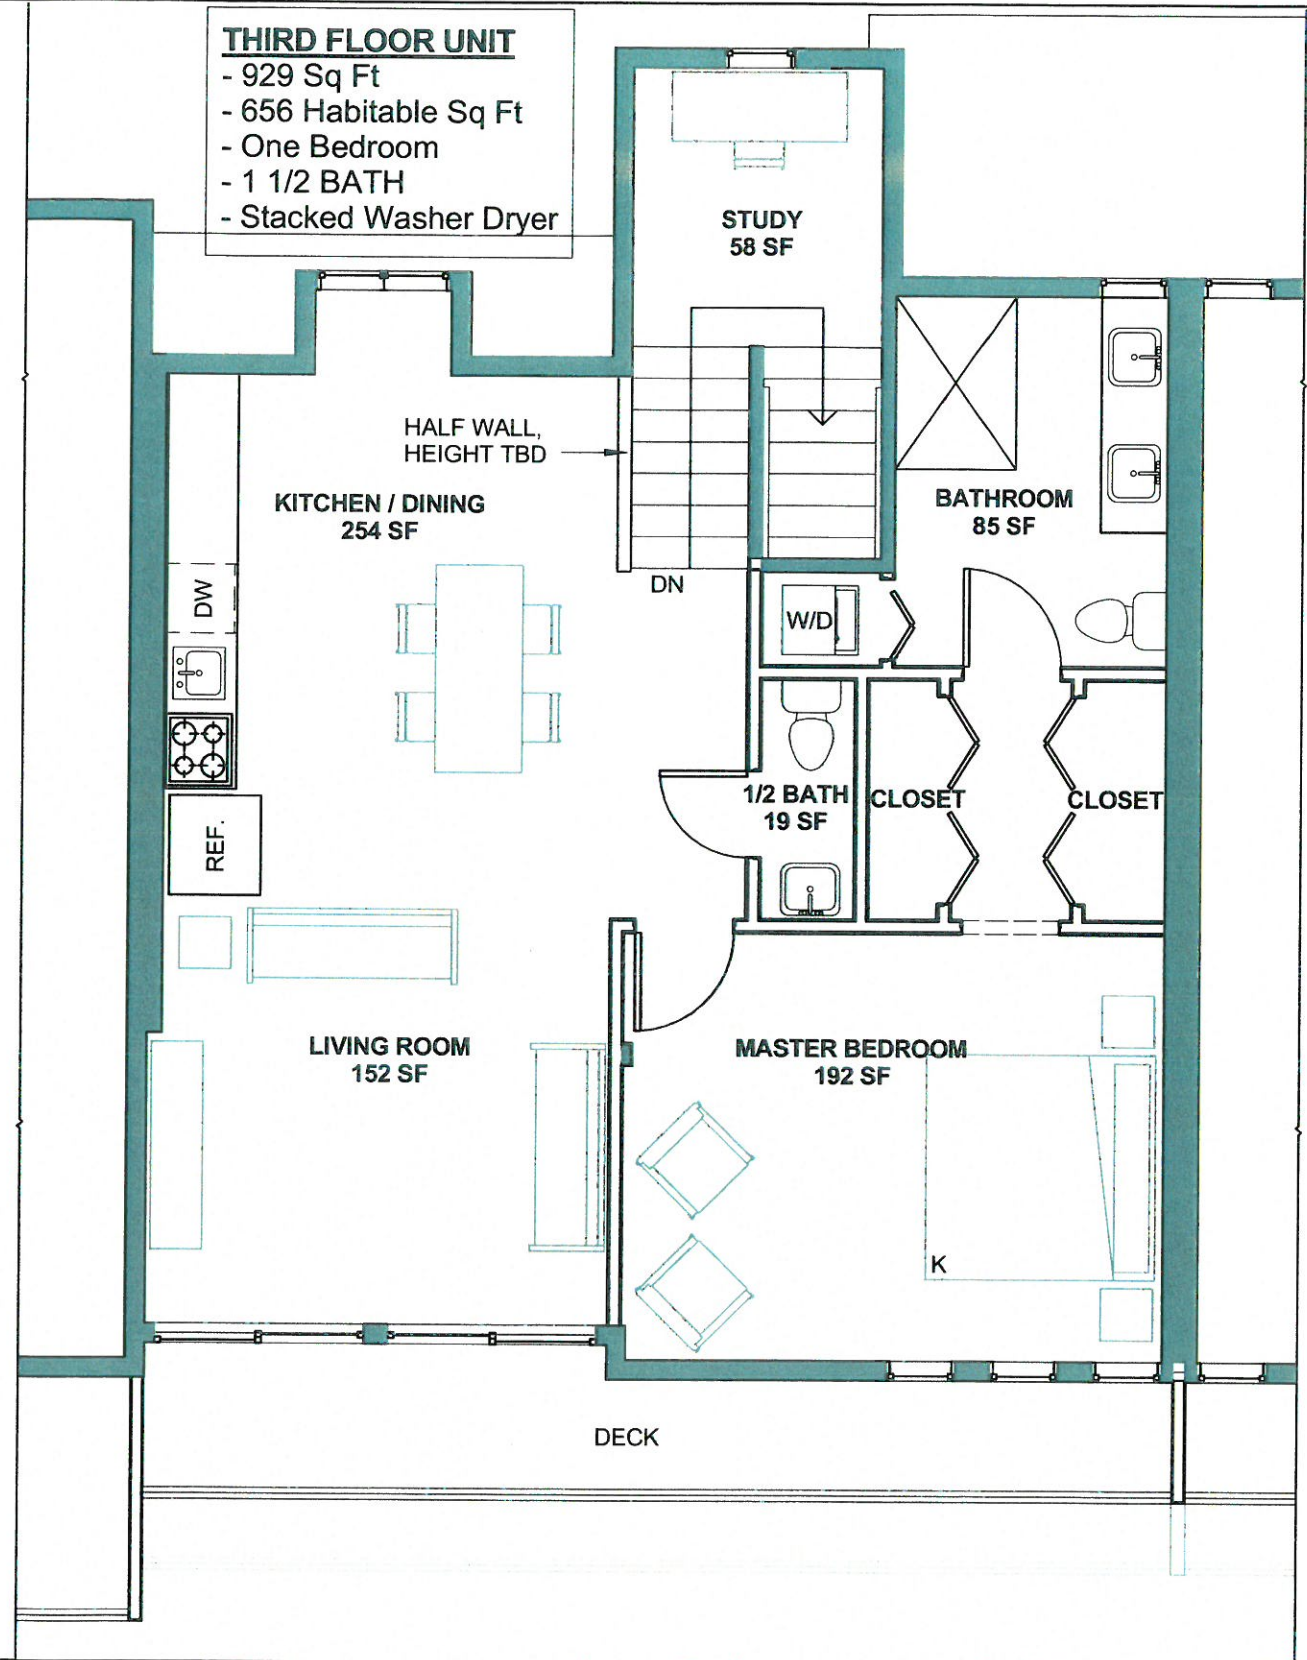 THIRD FLOOR UNIT
- 929 Sq Ft
- 656 Habitable Sq Ft
- One Bedroom
- 1 1/2 BATH
- Stacked Washer Dryer
STUDY
58 SF
HALF WALL,
HEIGHT TBD
KITCHEN / DINING
254 SF
BATHROOM
85 SF
DN
DW
W/D
REF.
1/2 BATH
19 SF
CLOSET
CLOSET
LIVING ROOM
152 SF
MASTER BEDROOM
192 SF
K
DECK